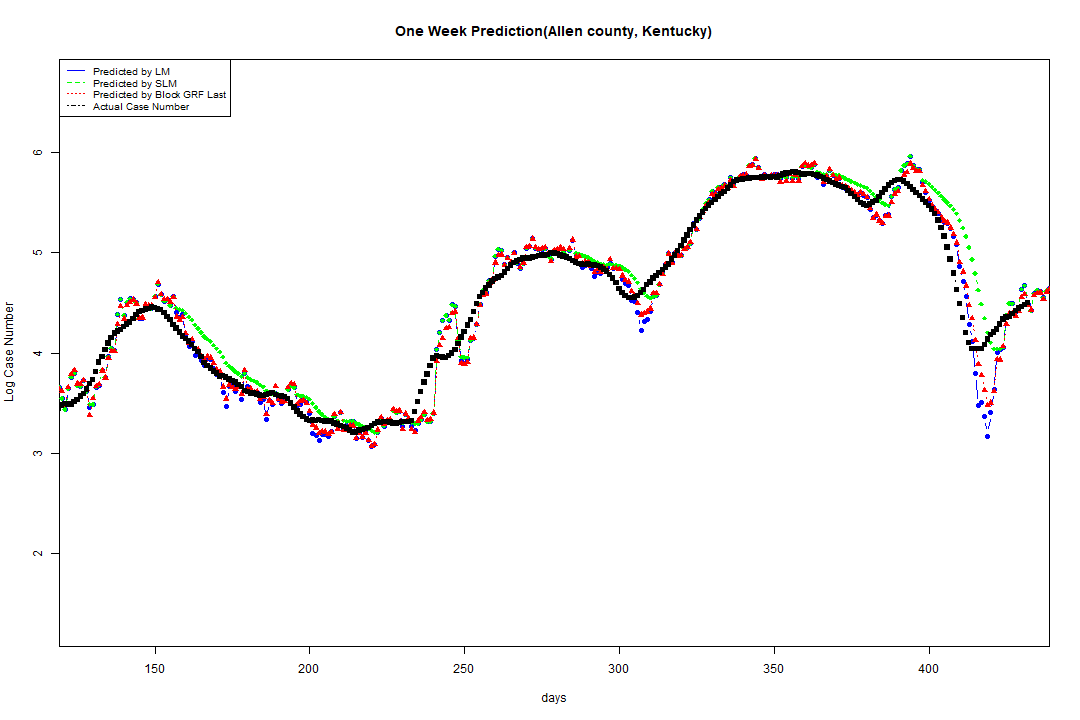 One Week Prediction(Allen county, Kentucky)
Predicted by LM
Predicted by SLM
Predicted by Block GRF Last
Actual Case Number
6
5
4
3
2
Log Case Number
150 200 250 300 350 400
days